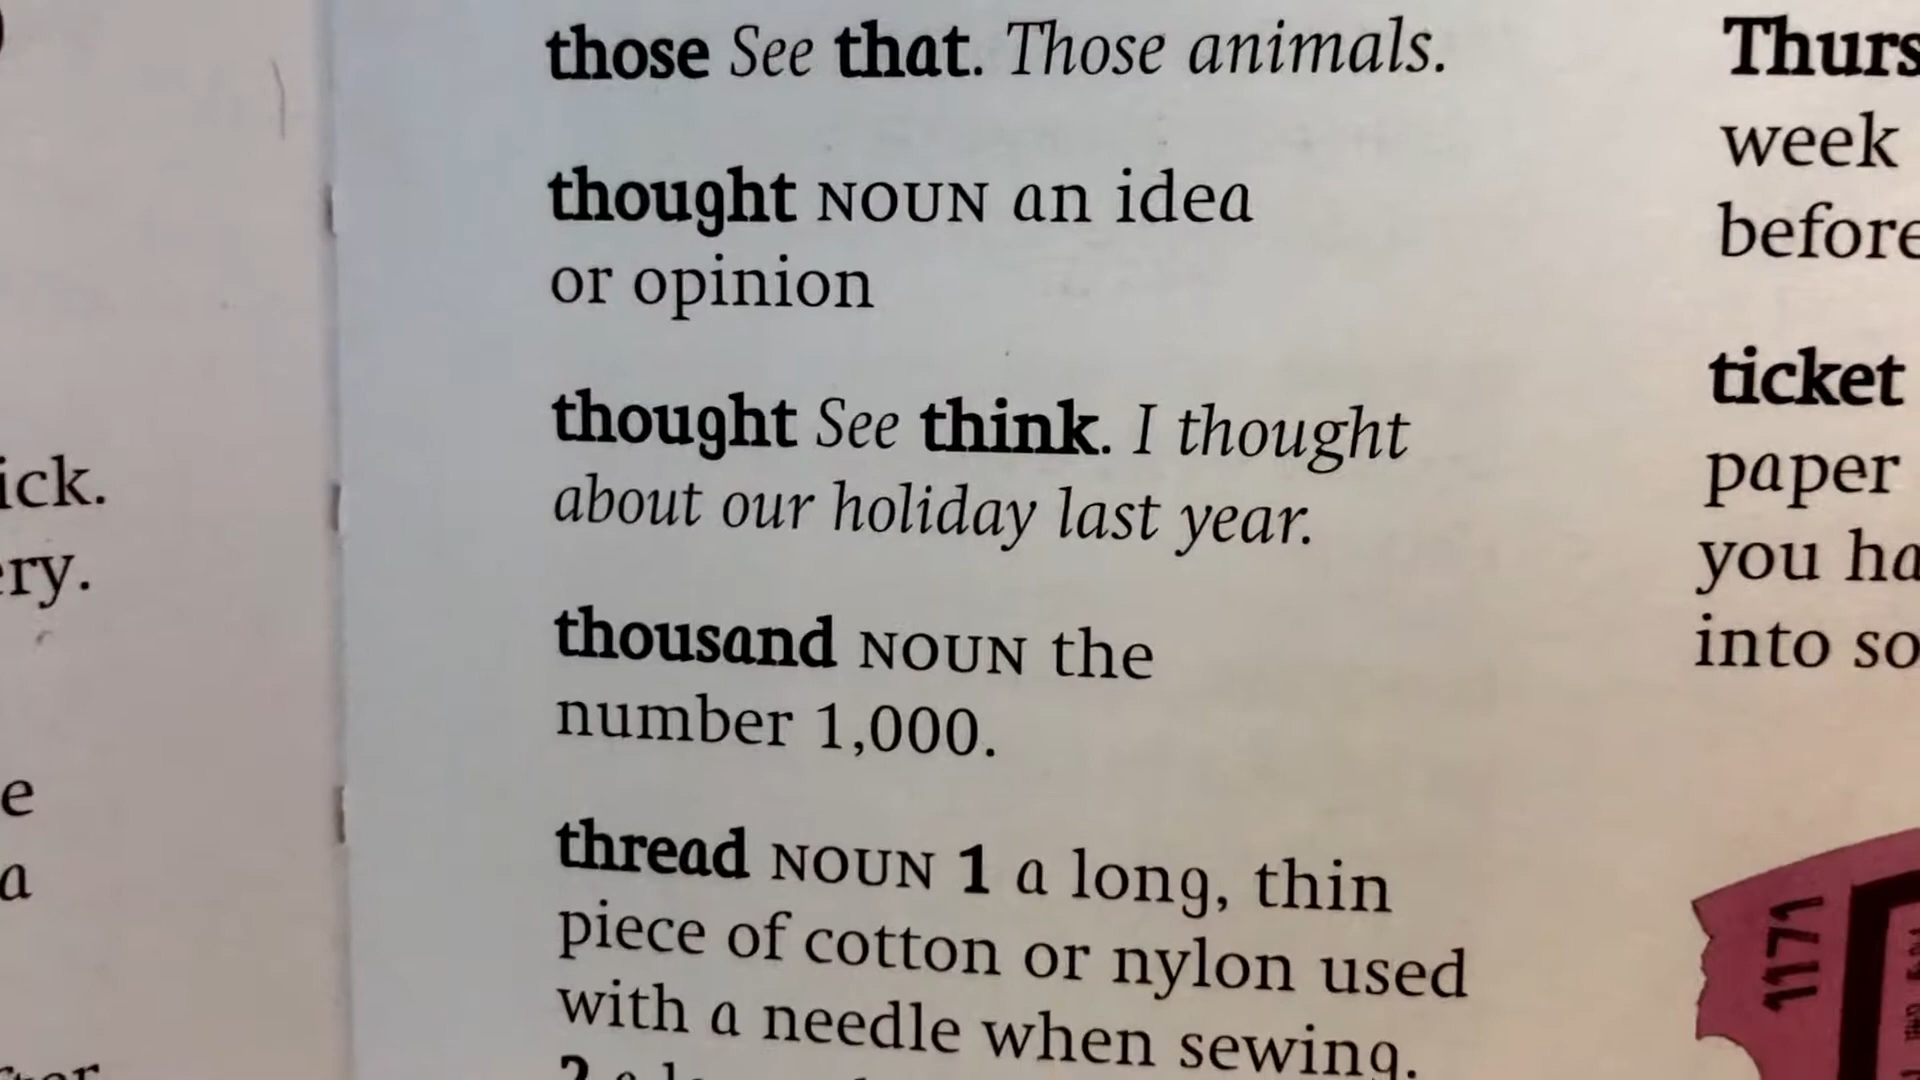 ick.
ry.
e
a
those See that. Those animals.
thought NOUN an idea
or opinion
thought See think. I thought
about our holiday last year.
thousand NOUN the
number 1,000.
thread NOUN 1 a long, thin
piece of cotton or nylon used
with a needle when sewing.
2 a
Thurs
week
before
ticket
paper
you ha
into so
1171